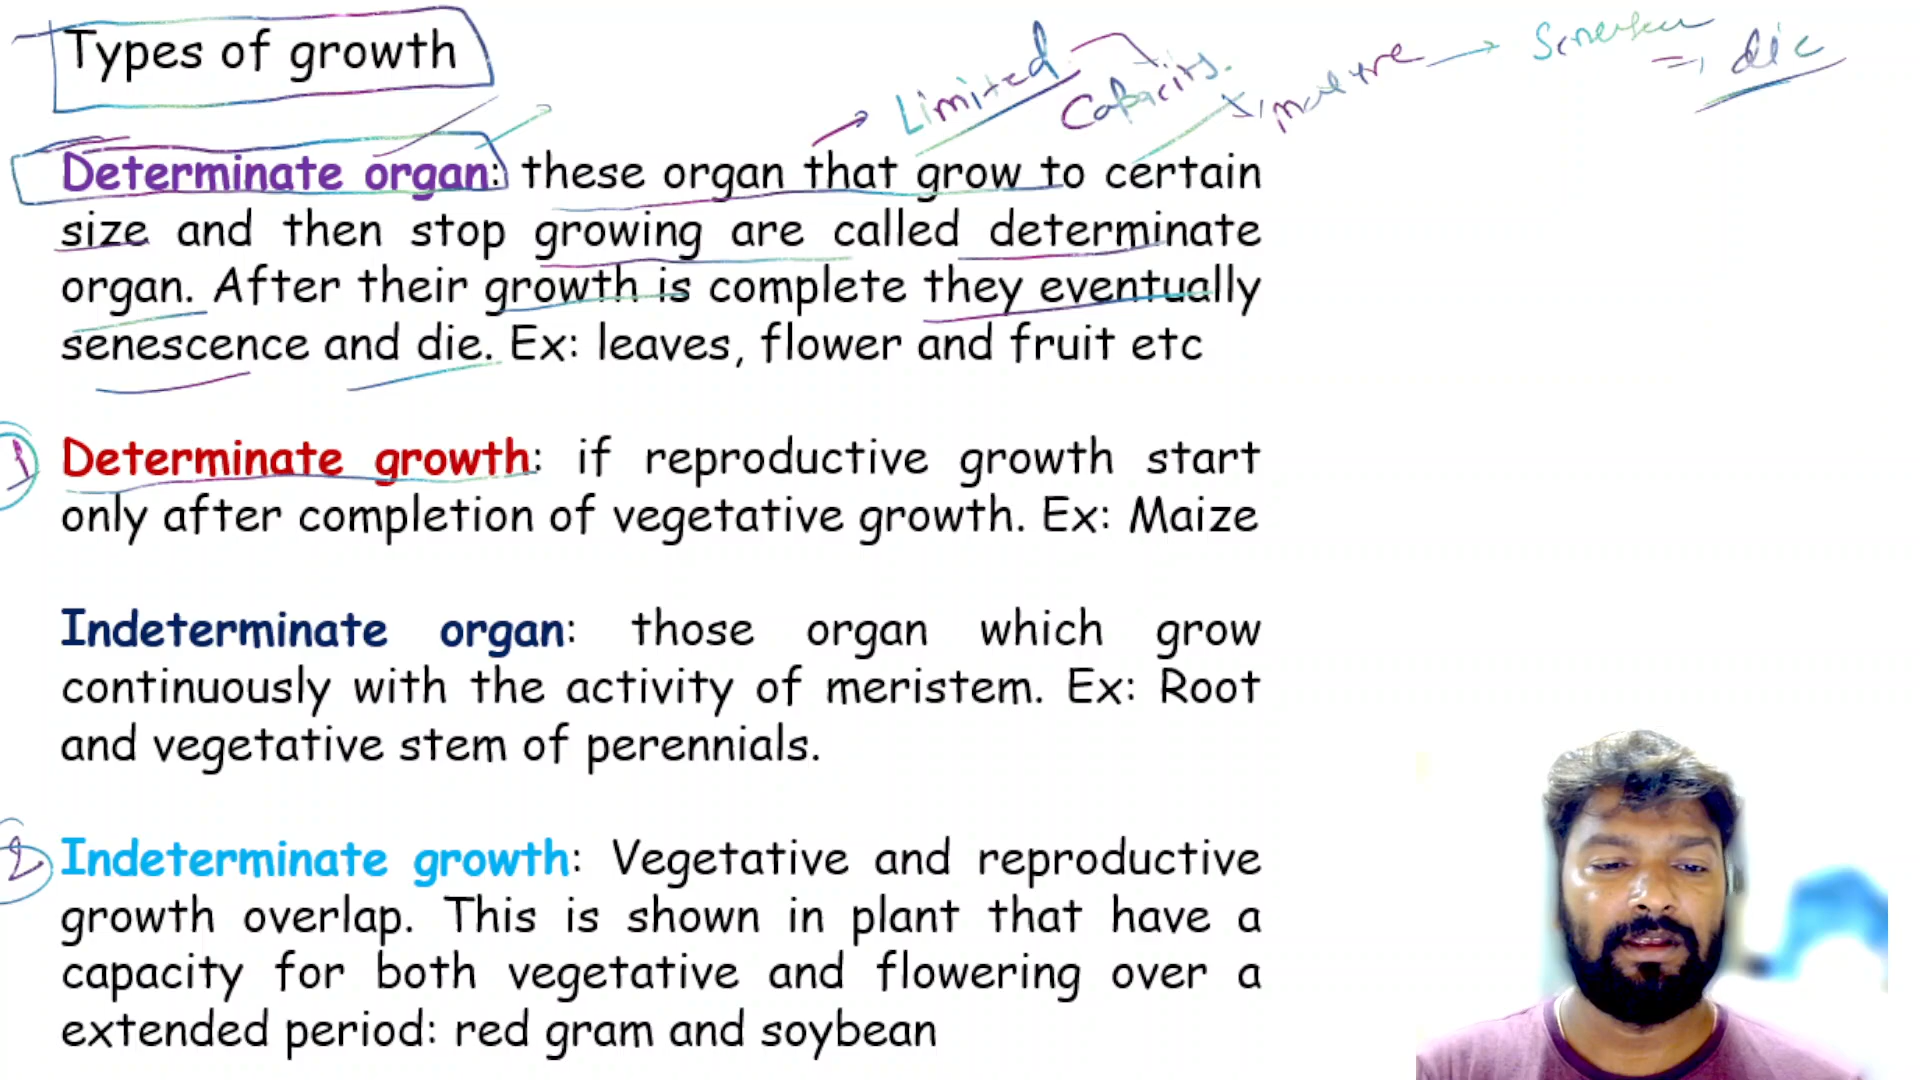 Types of growth
Limited
Capacity.
mature
die
Determinate organ: these organ that grow to certain
size and then stop growing are called determinate
organ. After their growth is complete they eventually
senescence and die. Ex: leaves, flower and fruit etc
1
Determinate growth: if reproductive growth start
only after completion of vegetative growth. Ex: Maize
Indeterminate organ: those organ which grow
continuously with the activity of meristem. Ex: Root
and vegetative stem of perennials.
2
Indeterminate growth: Vegetative and reproductive
growth overlap. This is shown in plant that have a
capacity for both vegetative and flowering over a
extended period: red gram and soybean